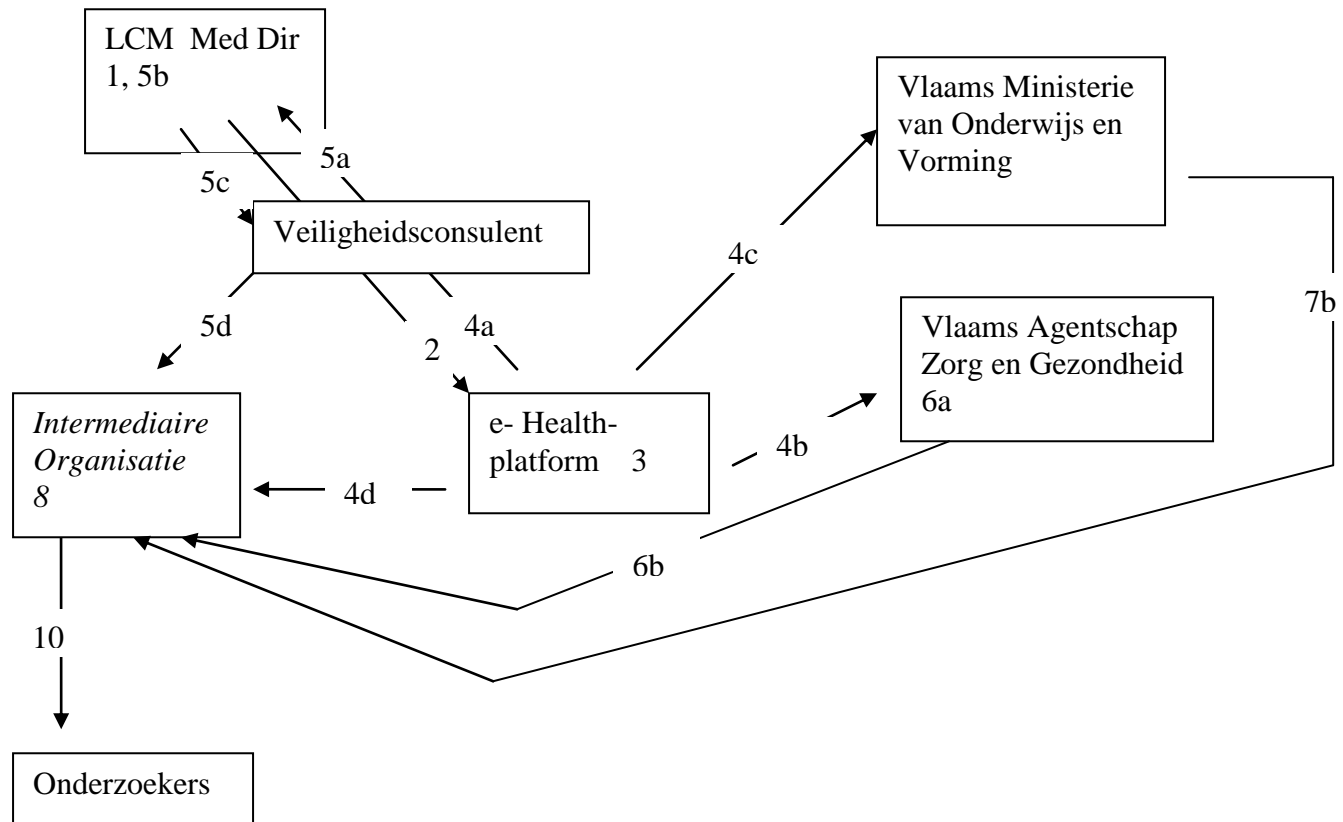 LCM Med Dir
1, 5b
Vlaams Ministerie
van Onderwijs en
Vorming
5a
5c
Veiligheidsconsulent
4c
7b
5d
4a
2
Vlaams Agentschap
Zorg en Gezondheid
6a
Intermediaire
Organisatie
8
e- Health-
platform 3
4b
4d
6b
10
Onderzoekers